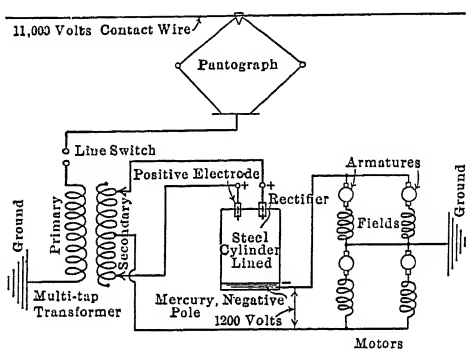 11,000 Volts Contact Wire
Pantograph
Line Switch
Positive Electrode
+
+
Armatures
Rectifier
Ground
Primary
Secondary
Steel
Cylinder
Lined
Fields
Ground
Multi-tap
Transformer
Mercury, Negative
Pole
1200 Volts
Motors